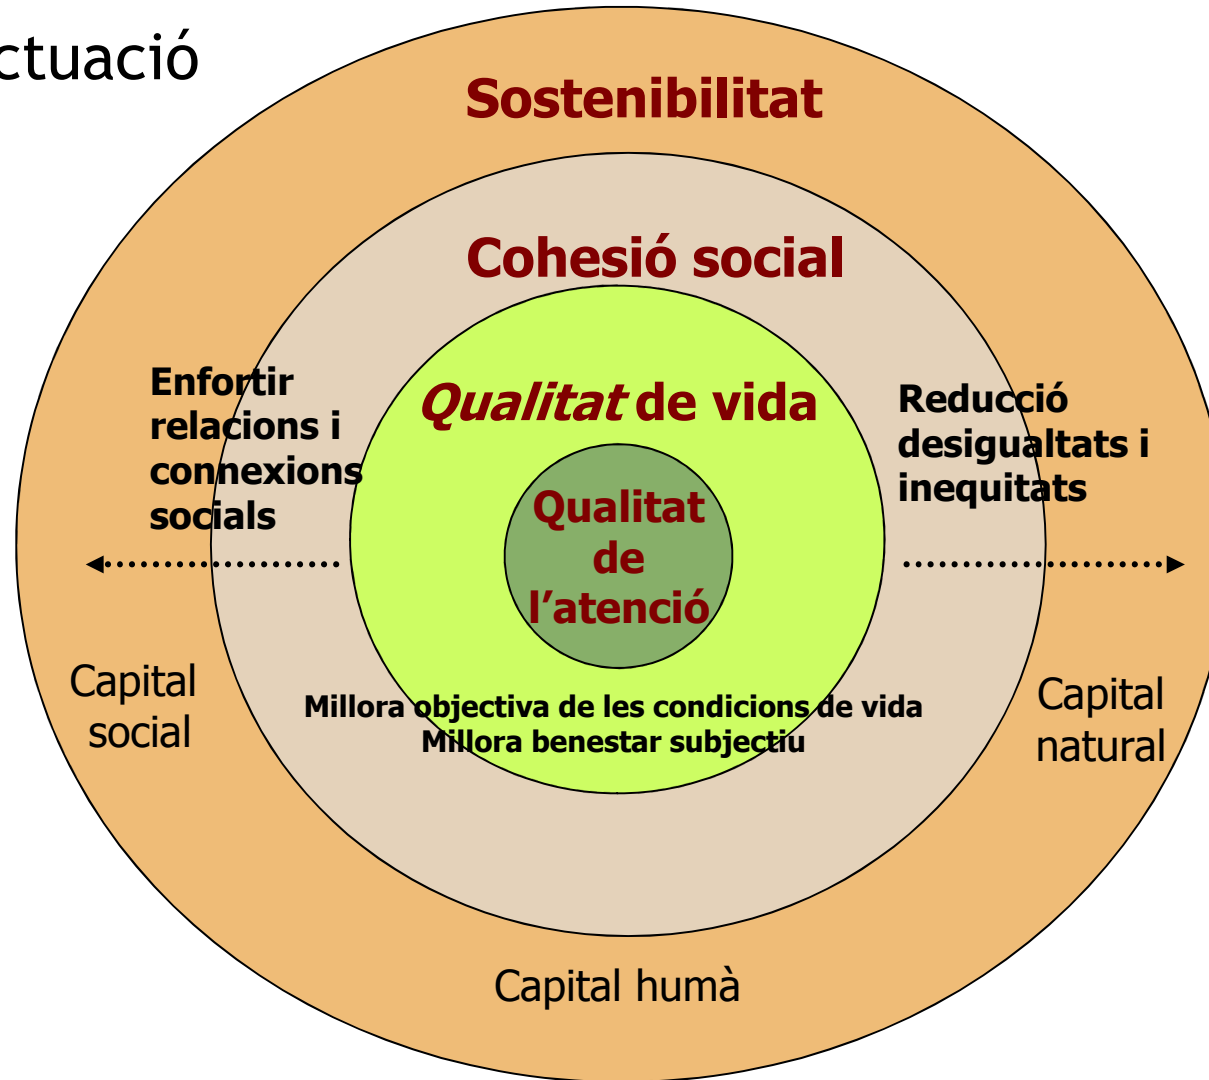 ctuació
Sostenibilitat
Cohesió social
Qualitat de vida
Enfortir
relacions i
connexions
socials
Reducció
desigualtats i
inequitats
Qualitat
de
l’atenció
Capital
social
Millora objectiva de les condicions de vida
Millora benestar subjectiu
Capital
natural
Capital humà